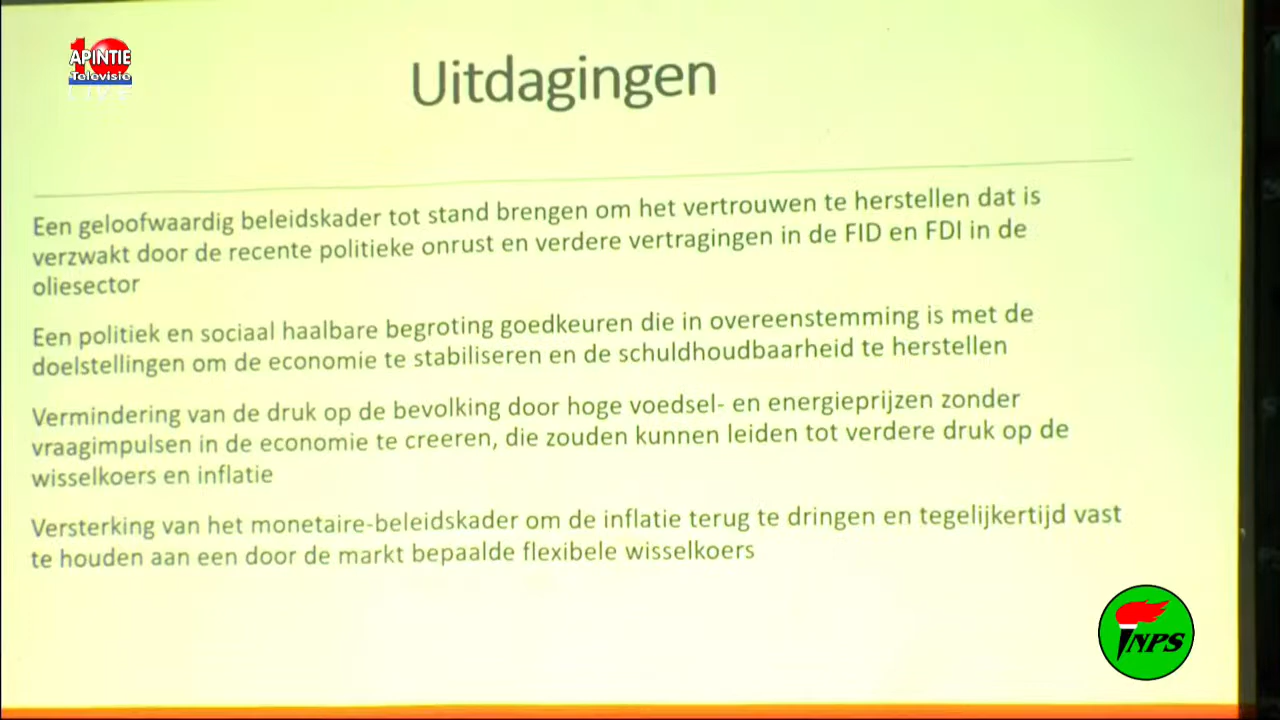 10
APINTIE
Televisie
LIVE
Uitdagingen
Een geloofwaardig beleidskader tot stand brengen om het vertrouwen te herstellen dat is
verzwakt door de recente politieke onrust en verdere vertragingen in de FID en FDI in de
oliesector
Een politiek en sociaal haalbare begroting goedkeuren die in overeenstemming is met de
doelstellingen om de economie te stabiliseren en de schuldhoudbaarheid te herstellen
Vermindering van de druk op de bevolking door hoge voedsel- en energieprijzen zonder
vraagimpulsen in de economie te creeren, die zouden kunnen leiden tot verdere druk op de
wisselkoers en inflatie
Versterking van het monetaire-beleidskader om de inflatie terug te dringen en tegelijkertijd vast
te houden aan een door de markt bepaalde flexibele wisselkoers
NPS